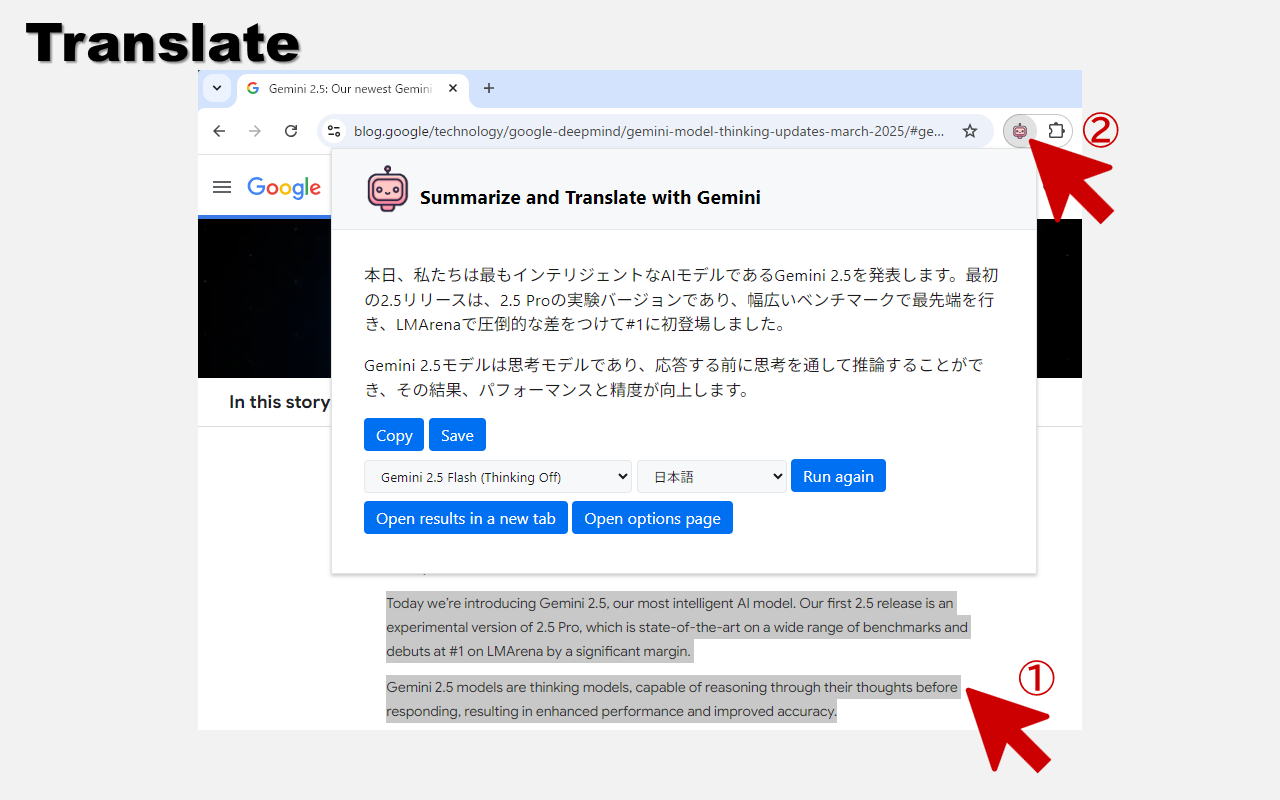 Translate
Gemini 2.5: Our newest Gemini
blog.google/technology/google-deepmind/gemini-model-thinking-updates-march-2025/#ge...
②
Google
Summarize and Translate with Gemini
本日、私たちは最もインテリジェントなAIモデルであるGemini 2.5を発表します。最初
の2.5リリースは、2.5 Proの実験バージョンであり、幅広いベンチマークで最先端を行
き、LMArenaで圧倒的な差をつけて#1に初登場しました。
Gemini 2.5モデルは思考モデルであり、応答する前に思考を通して推論することがで
き、その結果、パフォーマンスと精度が向上します。
In this story
Copy Save
Gemini 2.5 Flash (Thinking Off) 日本語 Run again
Open results in a new tab Open options page
Today we’re introducing Gemini 2.5, our most intelligent AI model. Our first 2.5 release is an
experimental version of 2.5 Pro, which is state-of-the-art on a wide range of benchmarks and
debuts at #1 on LMArena by a significant margin.
①
Gemini 2.5 models are thinking models, capable of reasoning through their thoughts before
responding, resulting in enhanced performance and improved accuracy.